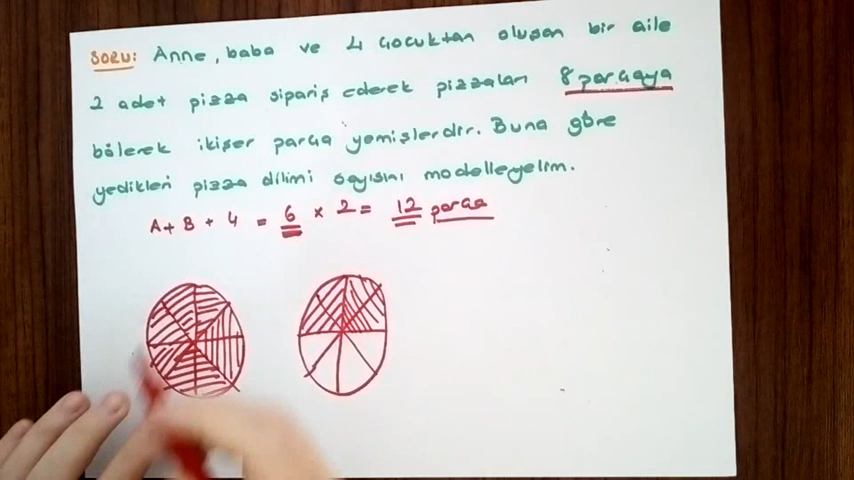 SORU: Anne, baba ve 4 çocuktan oluşan bir aile
2 adet pizza sipariş ederek pizzaları 8 parçaya
bölerek ikişer parça yemişlerdir. Buna göre
yedikleri pizza dilimi sayısını modelleyelim.
A + B + 4 = 6 x 2 = 12 parça